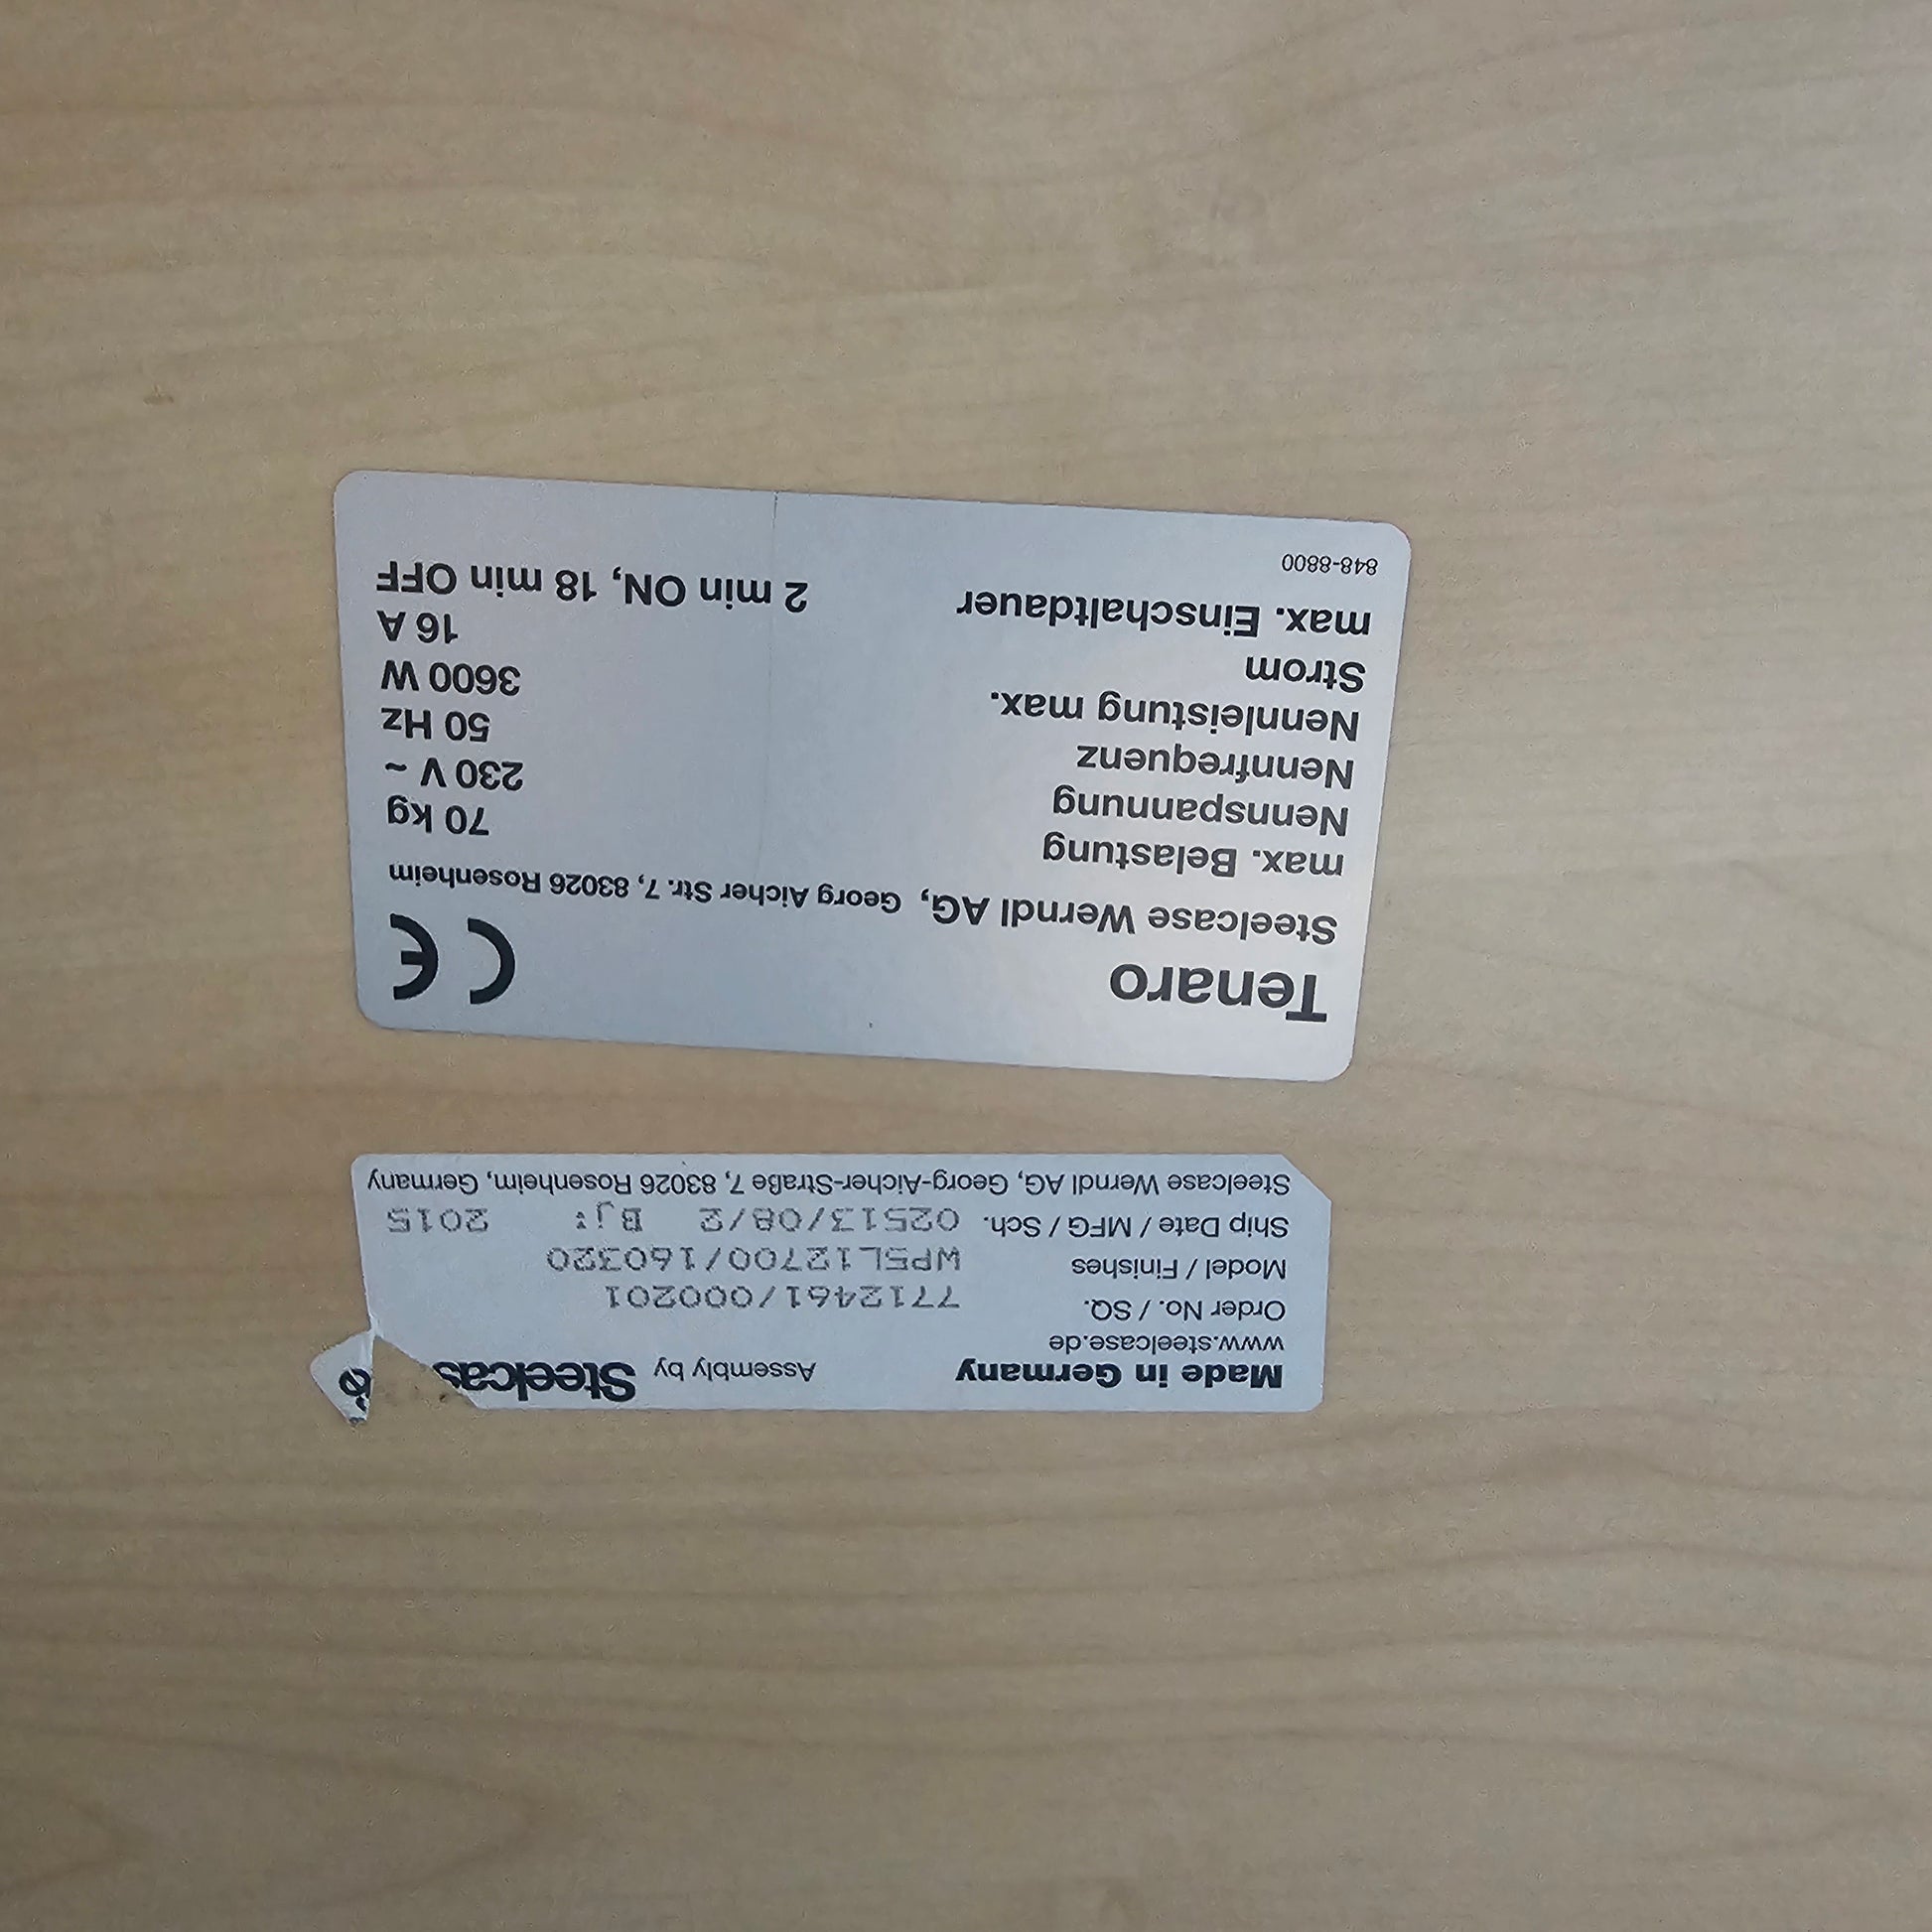 Made in Germany Assembly by Steelcase
www.steelcase.de
Order No. / SQ. 7712461/000201
Model / Finishes WPSL12700/160320
Ship Date / MFG / Sch. 02513/08/2 Bj: 2015
Steelcase Werndl AG, Georg-Aicher-Straße 7, 83026 Rosenheim, Germany
Tenaro CE
Steelcase Werndl AG, Georg Aicher Str. 7, 83026 Rosenheim
max. Belastung 70 kg
Nennspannung 230 V ~
Nennfrequenz 50 Hz
Nennleistung max. 3600 W
Strom 16 A
max. Einschaltdauer 2 min ON, 18 min OFF
848-8800